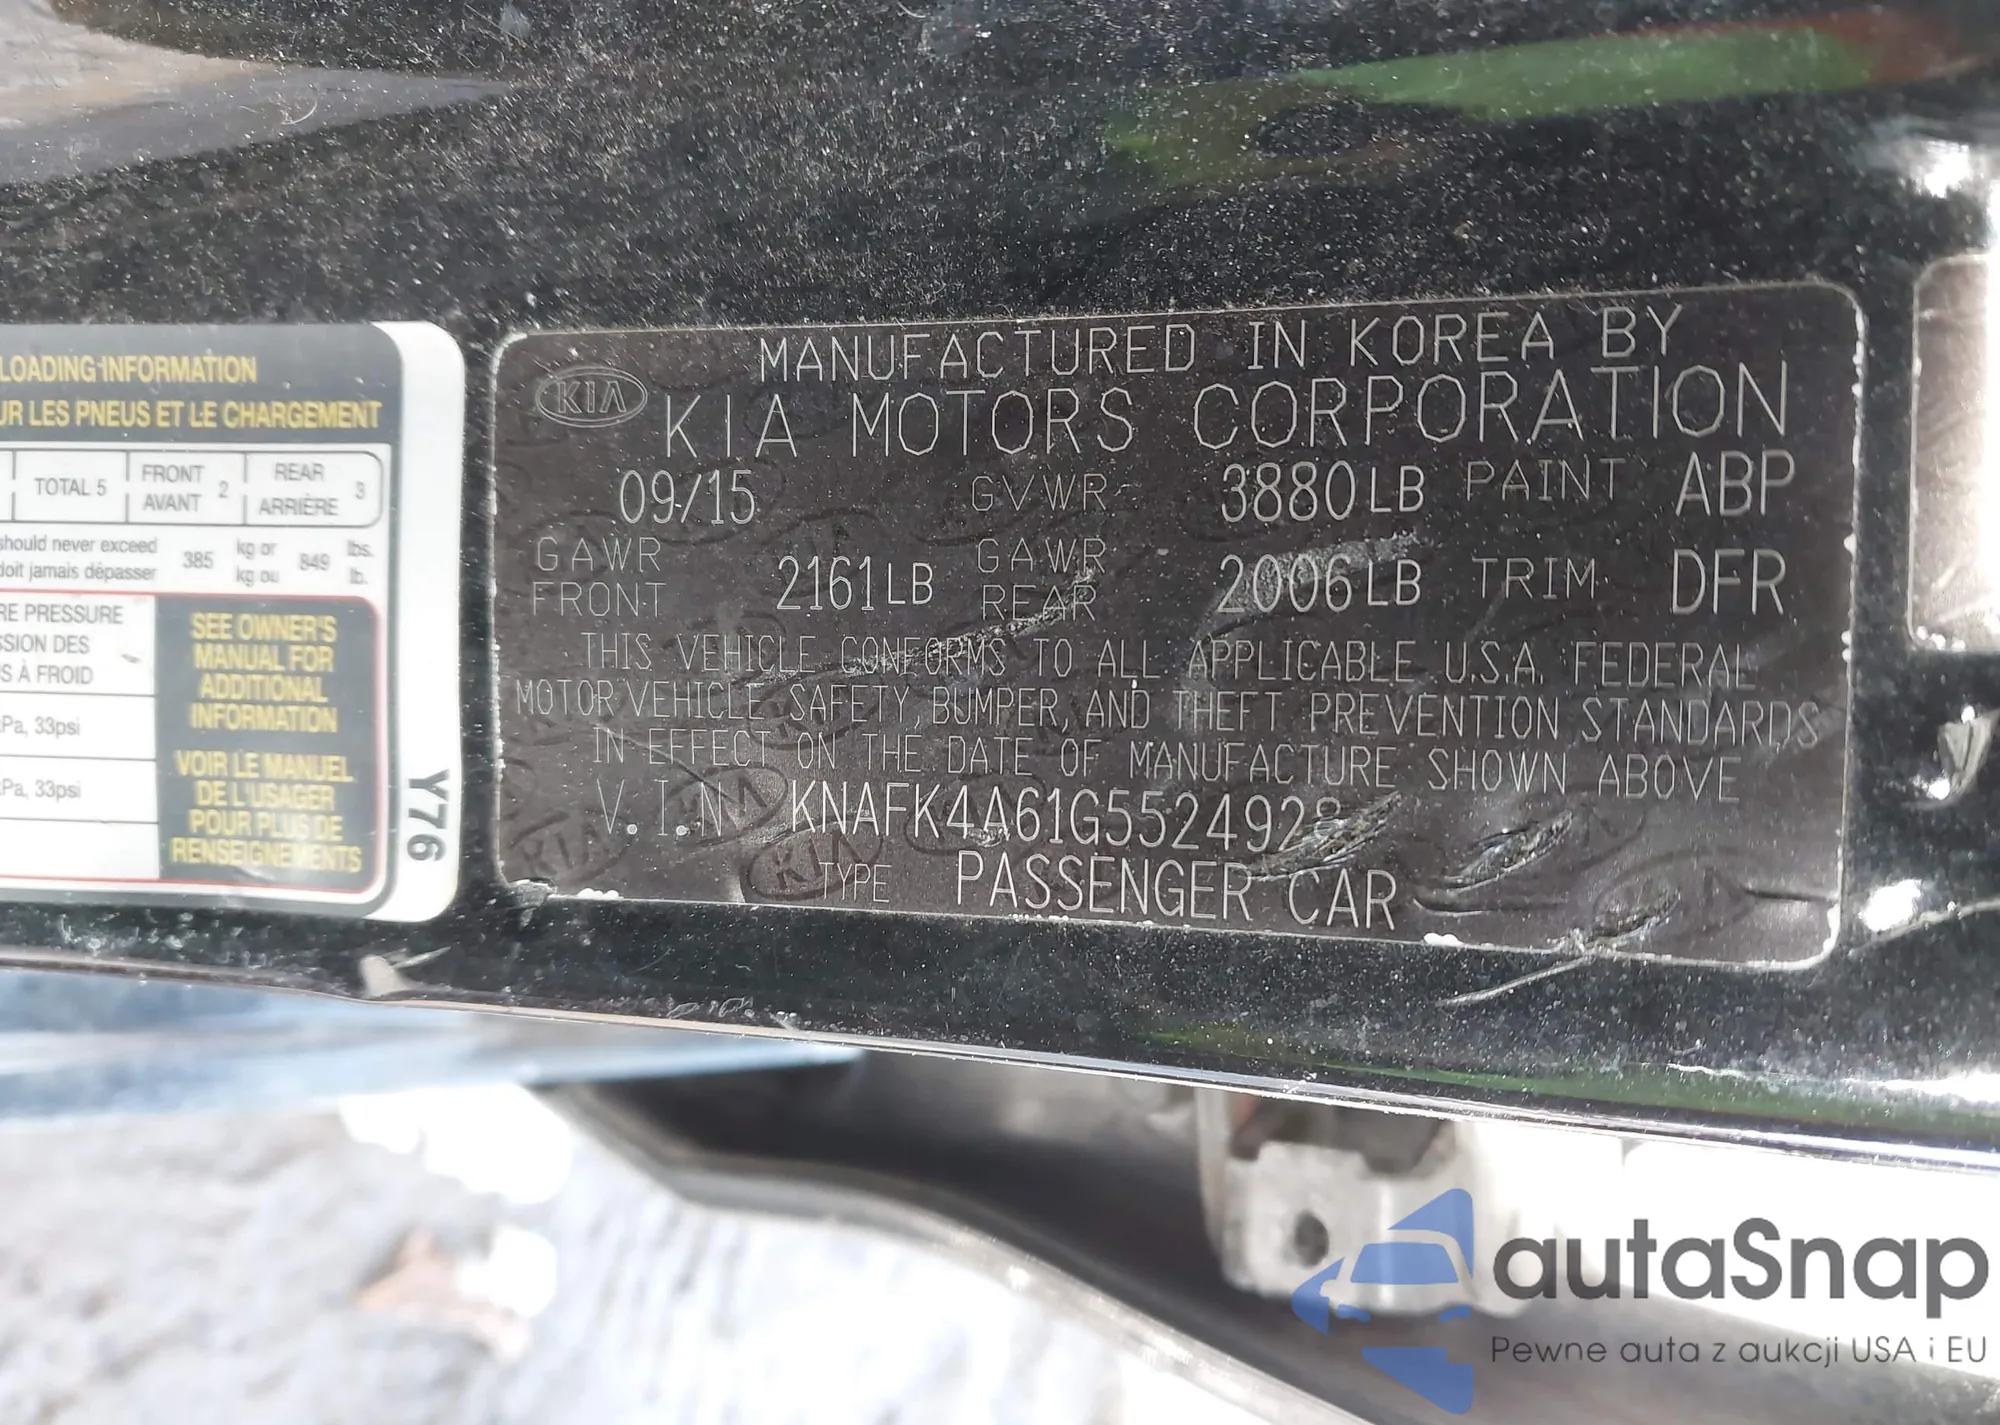 LOADING INFORMATION
UR LES PNEUS ET LE CHARGEMENT
TOTAL 5
FRONT
AVANT 2
REAR
ARRIÈRE 3
should never exceed 385 kg or 849 lbs.
doit jamais dépasser kg ou lb.
RE PRESSURE
SSION DES
S À FROID
kPa, 33psi
kPa, 33psi
SEE OWNER'S
MANUAL FOR
ADDITIONAL
INFORMATION
VOIR LE MANUEL
DE L'USAGER
POUR PLUS DE
RENSEIGNEMENTS
Y76
KIA
MANUFACTURED IN KOREA BY
KIA MOTORS CORPORATION
09/15 GVWR 3880LB PAINT ABP
GAWR FRONT 2161LB GAWR REAR 2006LB TRIM DFR
THIS VEHICLE CONFORMS TO ALL APPLICABLE U.S.A. FEDERAL
MOTOR VEHICLE SAFETY, BUMPER, AND THEFT PREVENTION STANDARDS
IN EFFECT ON THE DATE OF MANUFACTURE SHOWN ABOVE
V.I.N KNAFK4A61G5524928
TYPE PASSENGER CAR
autoSnap
Pewne auta z aukcji USA i EU